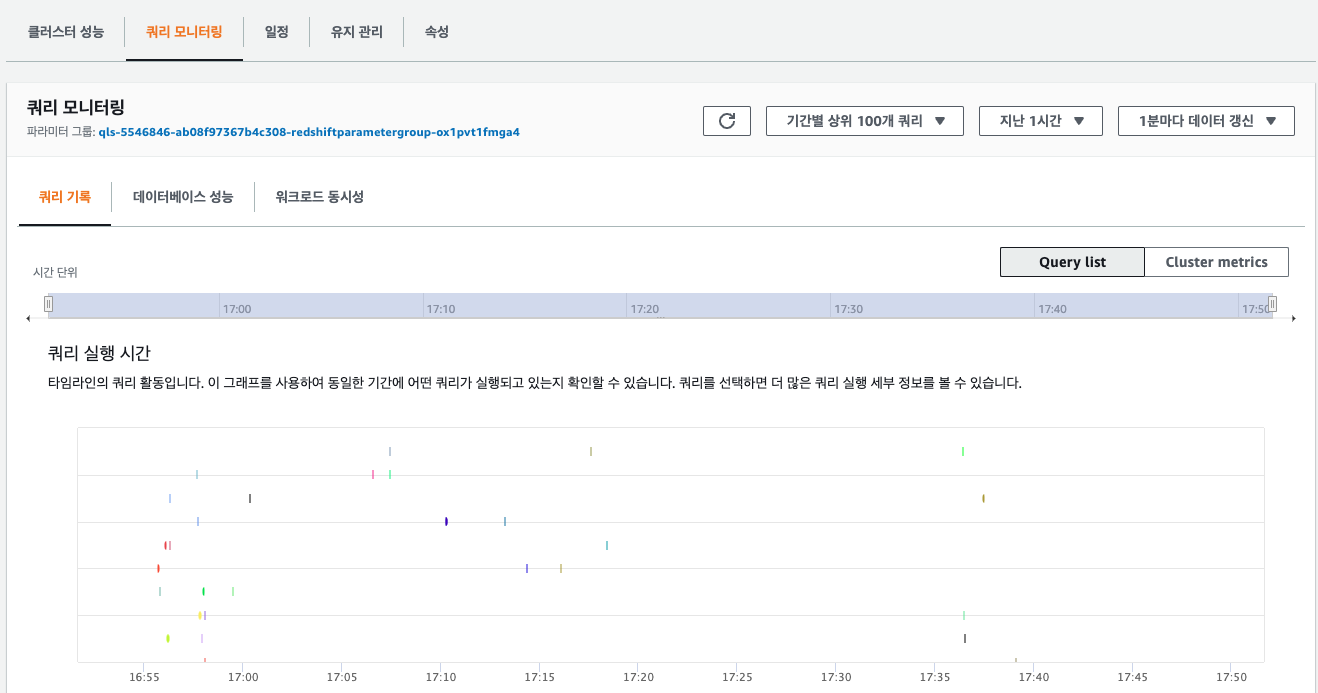 클러스터 성능 쿼리 모니터링 일정 유지 관리 속성
쿼리 모니터링
파라미터 그룹: qls-5546846-ab08f97367b4c308-redshiftparametergroup-ox1pvt1fmga4
기간별 상위 100개 쿼리 지난 1시간 1분마다 데이터 갱신
쿼리 기록 데이터베이스 성능 워크로드 동시성
Query list Cluster metrics
시간 단위
17:00 17:10 17:20 17:30 17:40 17:50
쿼리 실행 시간
타임라인의 쿼리 활동입니다. 이 그래프를 사용하여 동일한 기간에 어떤 쿼리가 실행되고 있는지 확인할 수 있습니다. 쿼리를 선택하면 더 많은 쿼리 실행 세부 정보를 볼 수 있습니다.
16:55 17:00 17:05 17:10 17:15 17:20 17:25 17:30 17:35 17:40 17:45 17:50